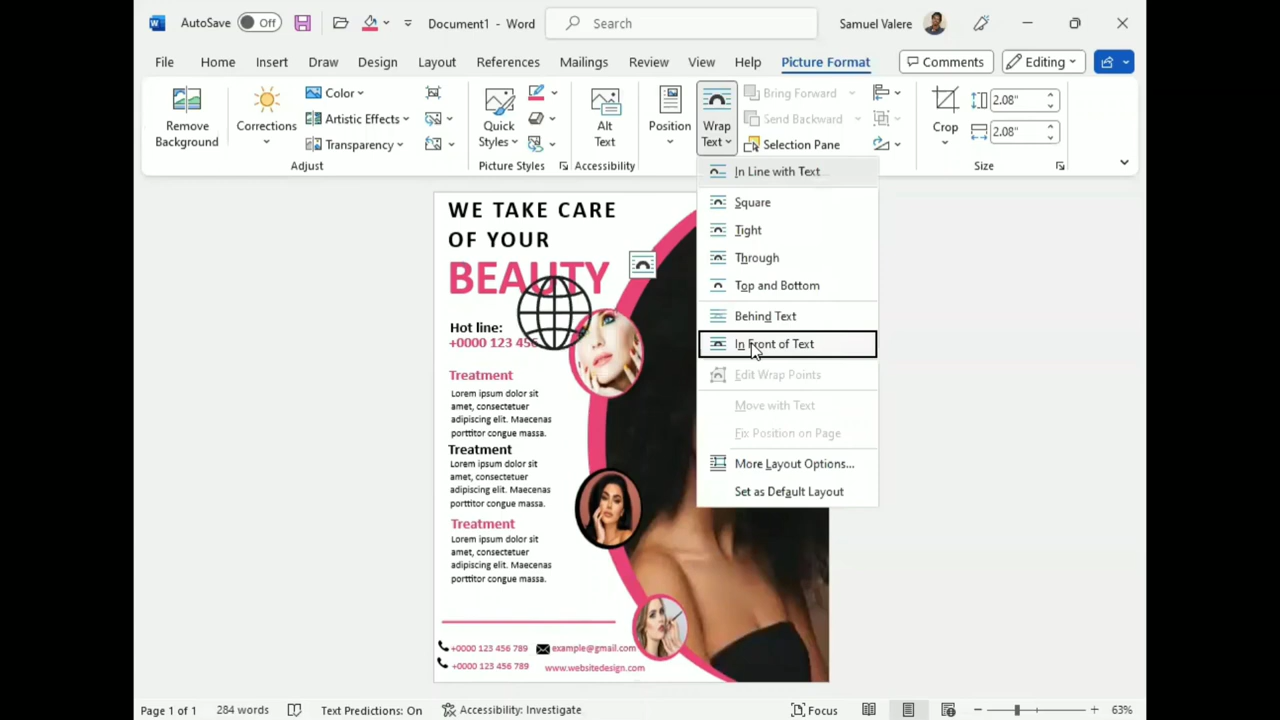 AutoSave Off Document1 - Word Search Samuel Valere
File Home Insert Draw Design Layout References Mailings Review View Help Picture Format Comments Editing
Remove Background
Corrections
Color
Artistic Effects
Transparency
Adjust
Quick Styles
Picture Styles
Alt Text
Accessibility
Position
Wrap Text
Bring Forward
Send Backward
Selection Pane
Crop
2.08"
2.08"
Size
In Line with Text
Square
Tight
Through
Top and Bottom
Behind Text
In Front of Text
Edit Wrap Points
Move with Text
Fix Position on Page
More Layout Options...
Set as Default Layout
WE TAKE CARE
OF YOUR
BEAUTY
Hot line:
+0000 123 456
Treatment
Lorem ipsum dolor sit
amet, consectetuer
adipiscing elit. Maecenas
porttitor congue massa.
Treatment
Lorem ipsum dolor sit
amet, consectetuer
adipiscing elit. Maecenas
porttitor congue massa.
Treatment
Lorem ipsum dolor sit
amet, consectetuer
adipiscing elit. Maecenas
porttitor congue massa.
+0000 123 456 789 example@gmail.com
+0000 123 456 789 www.websitedesign.com
Page 1 of 1 284 words Text Predictions: On Accessibility: Investigate Focus 63%